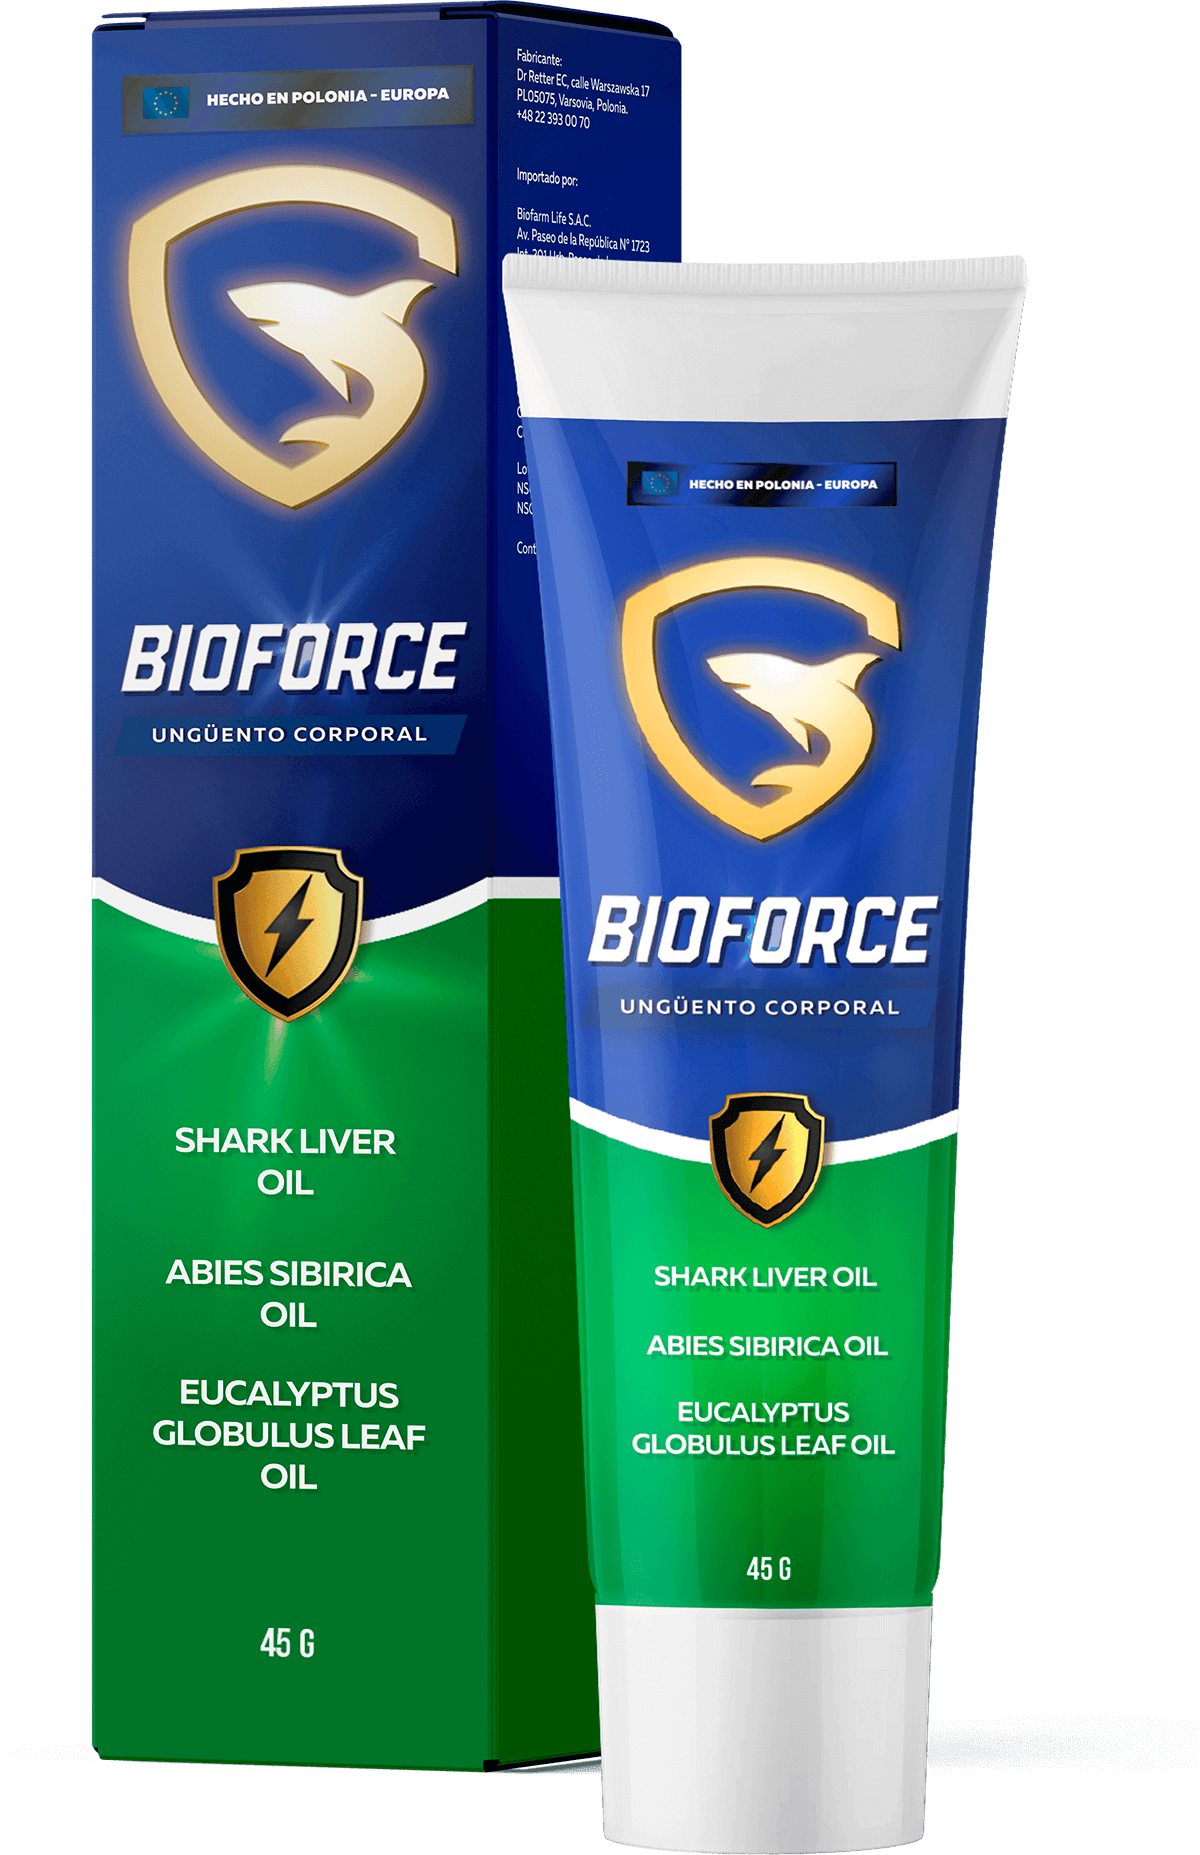 HECHO EN POLONIA - EUROPA
BIOFORCE
UNGÜENTO CORPORAL
SHARK LIVER
OIL
ABIES SIBIRICA
OIL
EUCALYPTUS
GLOBULUS LEAF
OIL
45 G
Fabricante:
Dr Retter EC, calle Warszawska 17
PL05075, Varsovia, Polonia.
+48 22 393 00 70
Importado por:
Biofarm Life S.A.C.
Av. Paseo de la República N° 1723
HECHO EN POLONIA - EUROPA
BIOFORCE
UNGÜENTO CORPORAL
SHARK LIVER OIL
ABIES SIBIRICA OIL
EUCALYPTUS
GLOBULUS LEAF OIL
45 G